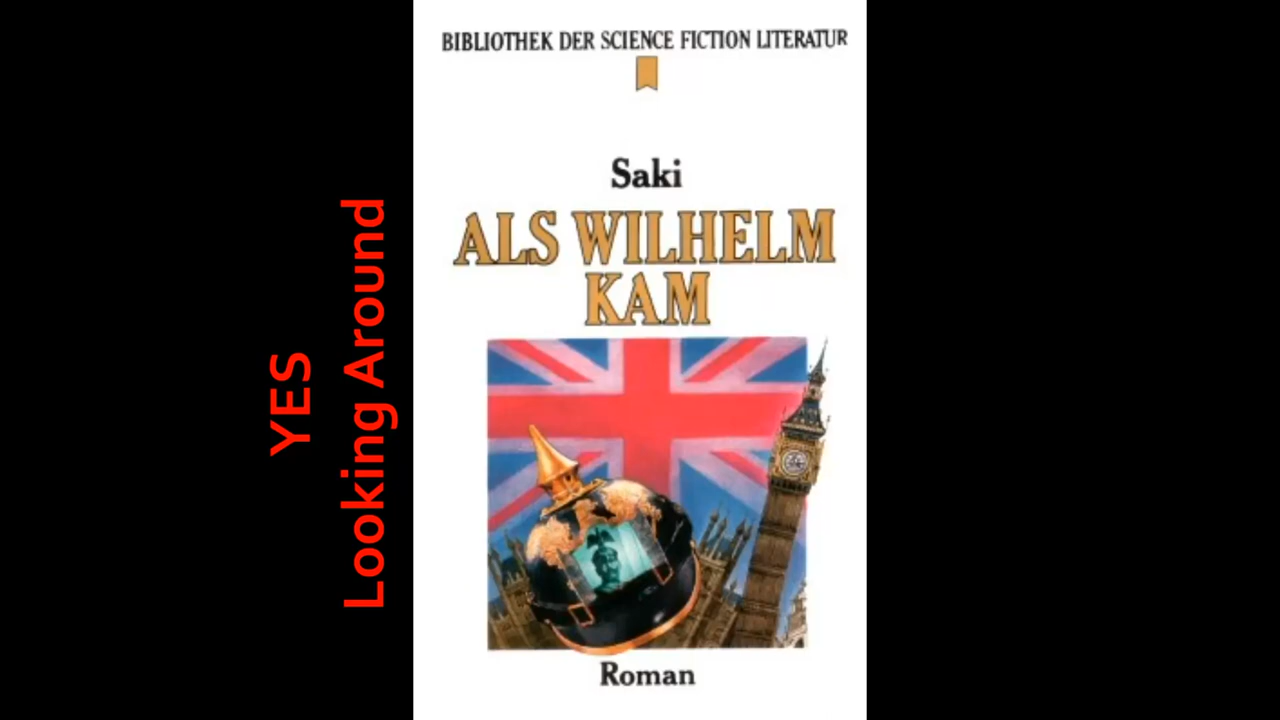 YES
Looking Around
BIBLIOTHEK DER SCIENCE FICTION LITERATUR
Saki
ALS WILHELM
KAM
Roman